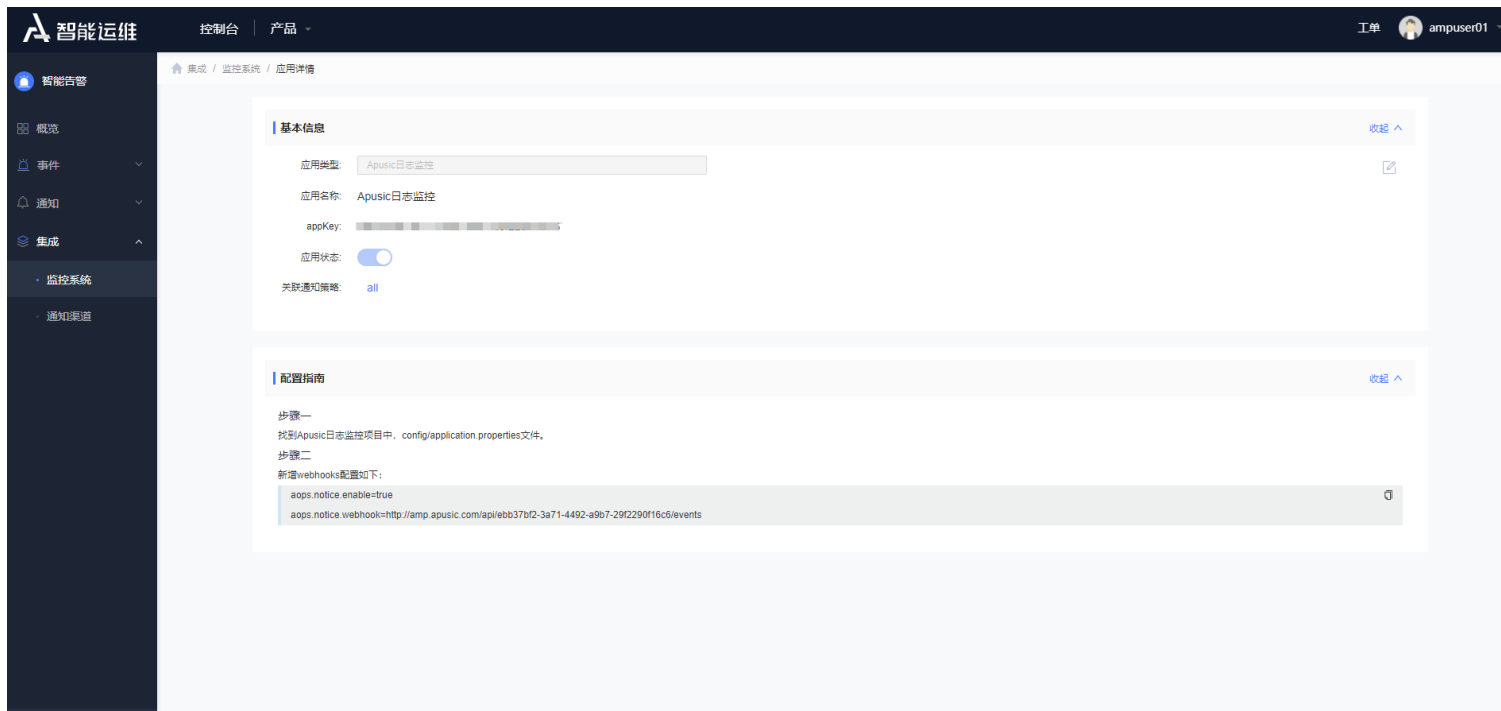 智能运维
控制台
产品
工单
ampuser01
智能告警
集成 / 监控系统 / 应用详情
概览
事件
通知
集成
监控系统
通知渠道
基本信息
收起
应用类型:
Apusic日志监控
应用名称: Apusic日志监控
appKey:
应用状态:
关联通知策略: all
配置指南
收起
步骤一
找到Apusic日志监控项目中，config/application.properties文件。
步骤二
新增webhooks配置如下：
aops.notice.enable=true
aops.notice.webhook=http://amp.apusic.com/api/ebb37bf2-3a71-4492-a9b7-29f2290f16c6/events